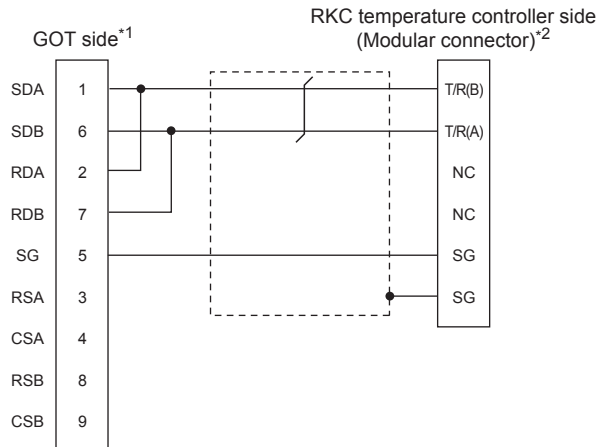 RKC temperature controller side
(Modular connector)*2
GOT side*1
SDA 1 T/R(B)
SDB 6 T/R(A)
RDA 2 NC
RDB 7 NC
SG 5 SG
RSA 3 SG
CSA 4
RSB 8
CSB 9